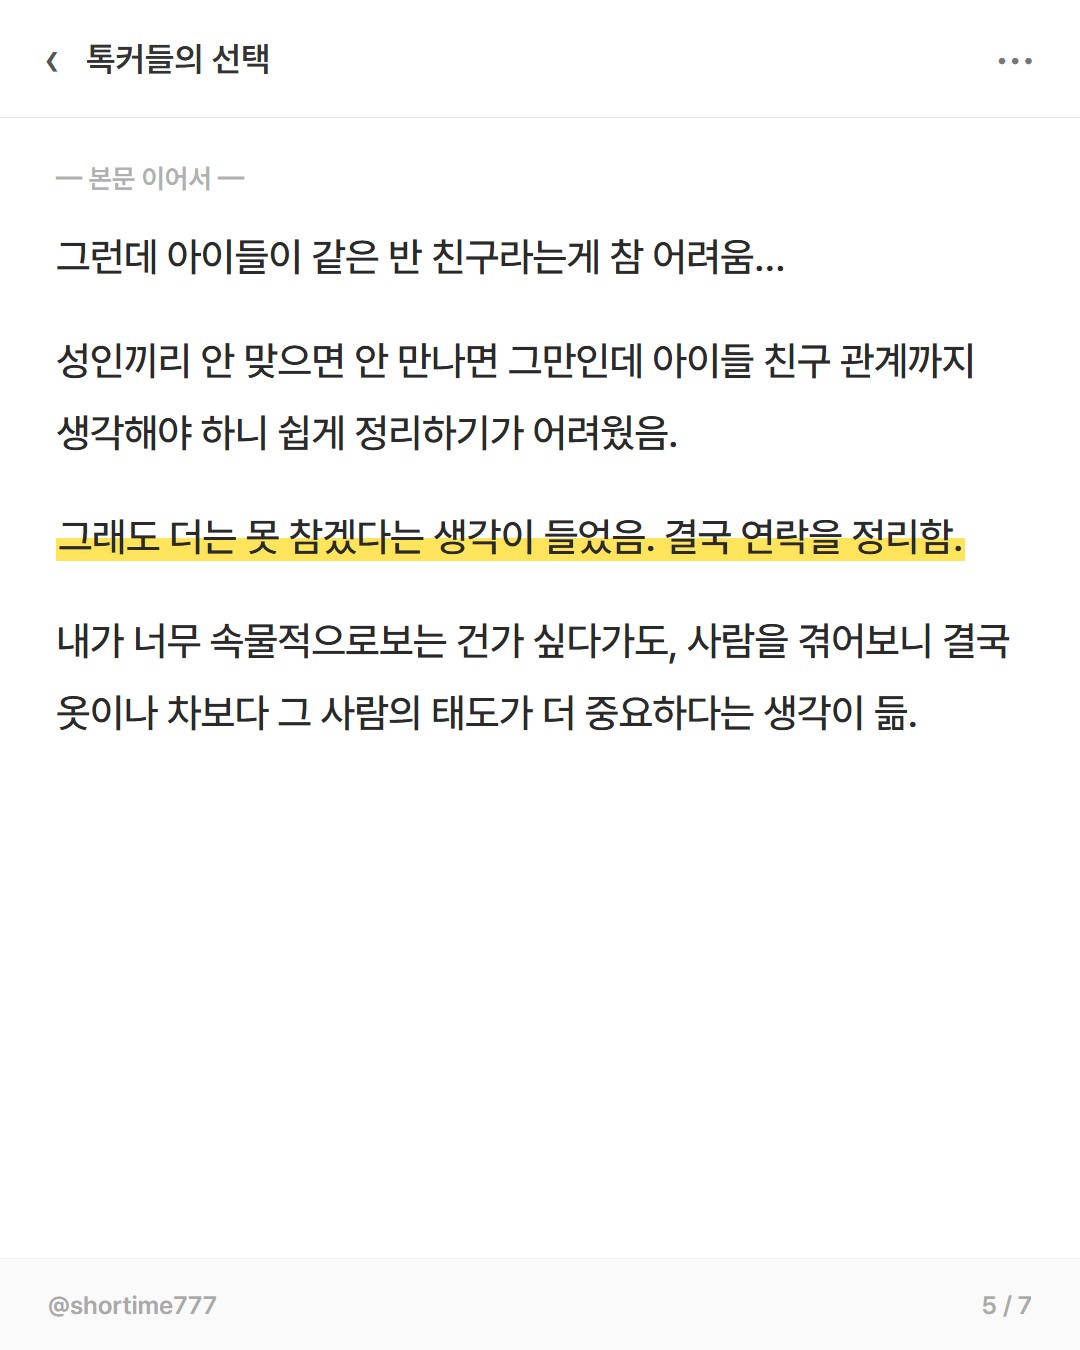 톡커들의 선택
— 본문 이어서 —
그런데 아이들이 같은 반 친구라는게 참 어려움...
성인끼리 안 맞으면 안 만나면 그만인데 아이들 친구 관계까지
생각해야 하니 쉽게 정리하기가 어려웠음.
그래도 더는 못 참겠다는 생각이 들었음. 결국 연락을 정리함.
내가 너무 속물적으로보는 건가 싶다가도, 사람을 겪어보니 결국
옷이나 차보다 그 사람의 태도가 더 중요하다는 생각이 듦.
@shortime777
5 / 7